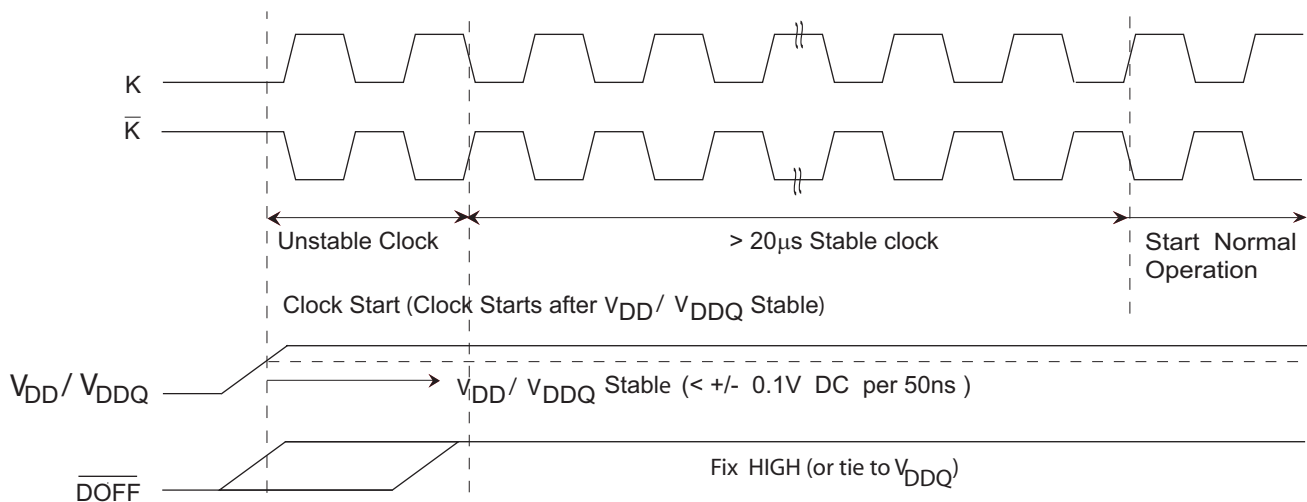 K
K̅
Unstable Clock
> 20μs Stable clock
Start Normal
Operation
Clock Start (Clock Starts after VDD/ VDDQ Stable)
VDD/ VDDQ
VDD/ VDDQ Stable (< +/- 0.1V DC per 50ns )
DOFF
Fix HIGH (or tie to VDDQ)